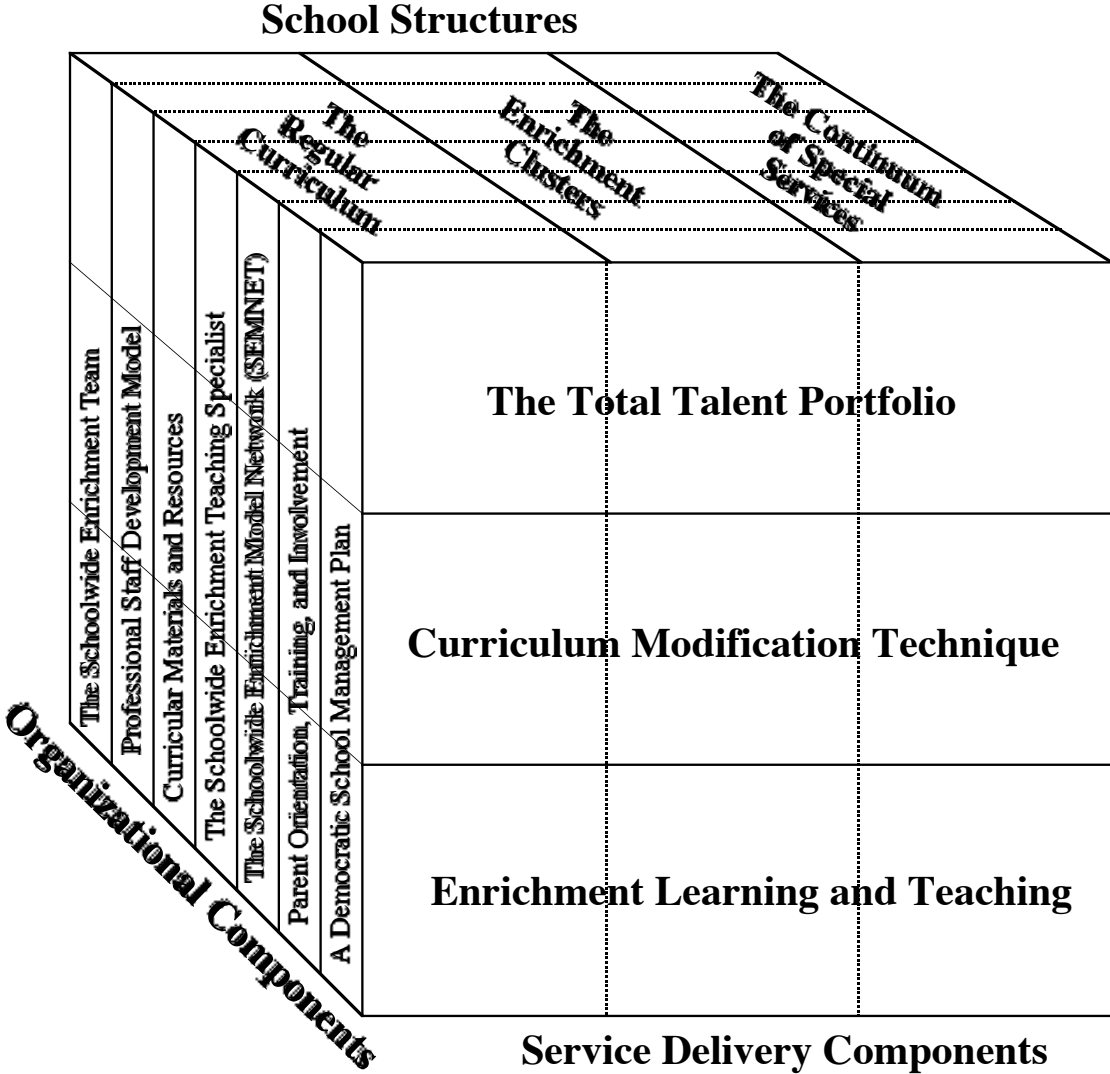 School Structures
The
Regular
Curriculum
The
Enrichment
Clusters
The Continuum
of Special
Services
The Schoolwide Enrichment Team
Professional Staff Development Model
Curricular Materials and Resources
The Schoolwide Enrichment Teaching Specialist
The Schoolwide Enrichment Model Network (SEMNET)
Parent Orientation, Training, and Involvement
A Democratic School Management Plan
The Total Talent Portfolio
Curriculum Modification Technique
Enrichment Learning and Teaching
Organizational Components
Service Delivery Components